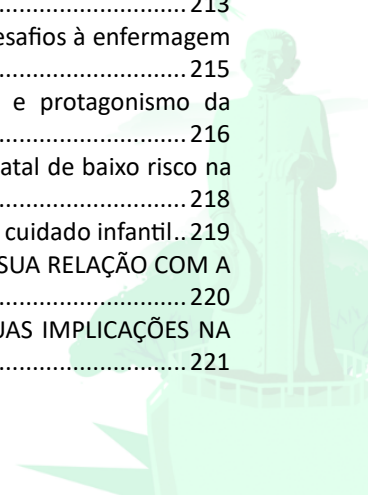 ............................ 213
esafios à enfermagem
............................ 215
e protagonismo da
............................ 216
atal de baixo risco na
............................ 218
cuidado infantil.. 219
SUA RELAÇÃO COM A
............................ 220
UAS IMPLICAÇÕES NA
............................ 221